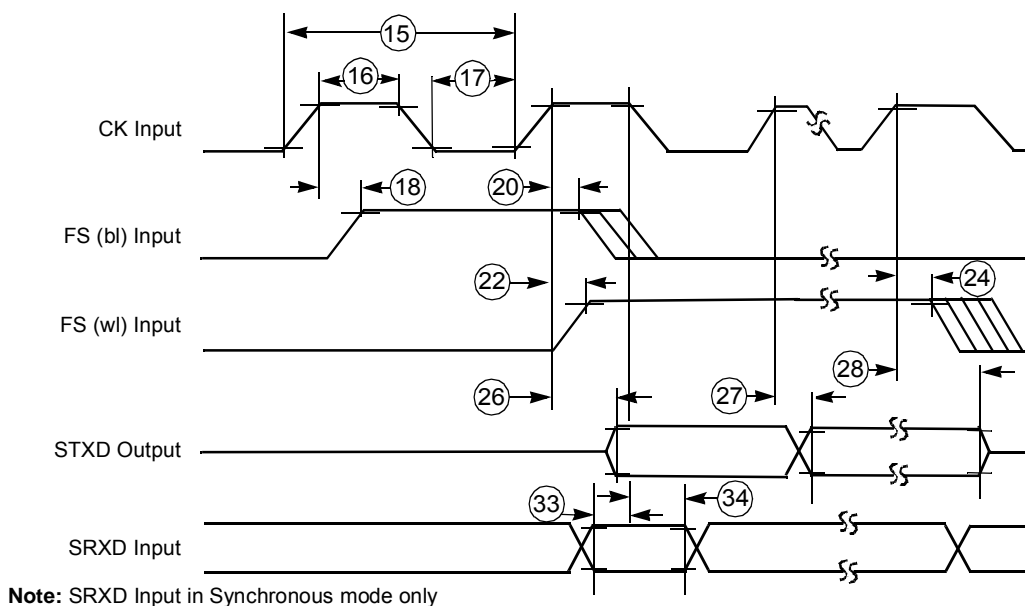 15
16
17
CK Input
18
20
FS (bl) Input
22
24
FS (wl) Input
26
27
28
STXD Output
33
34
SRXD Input
Note: SRXD Input in Synchronous mode only